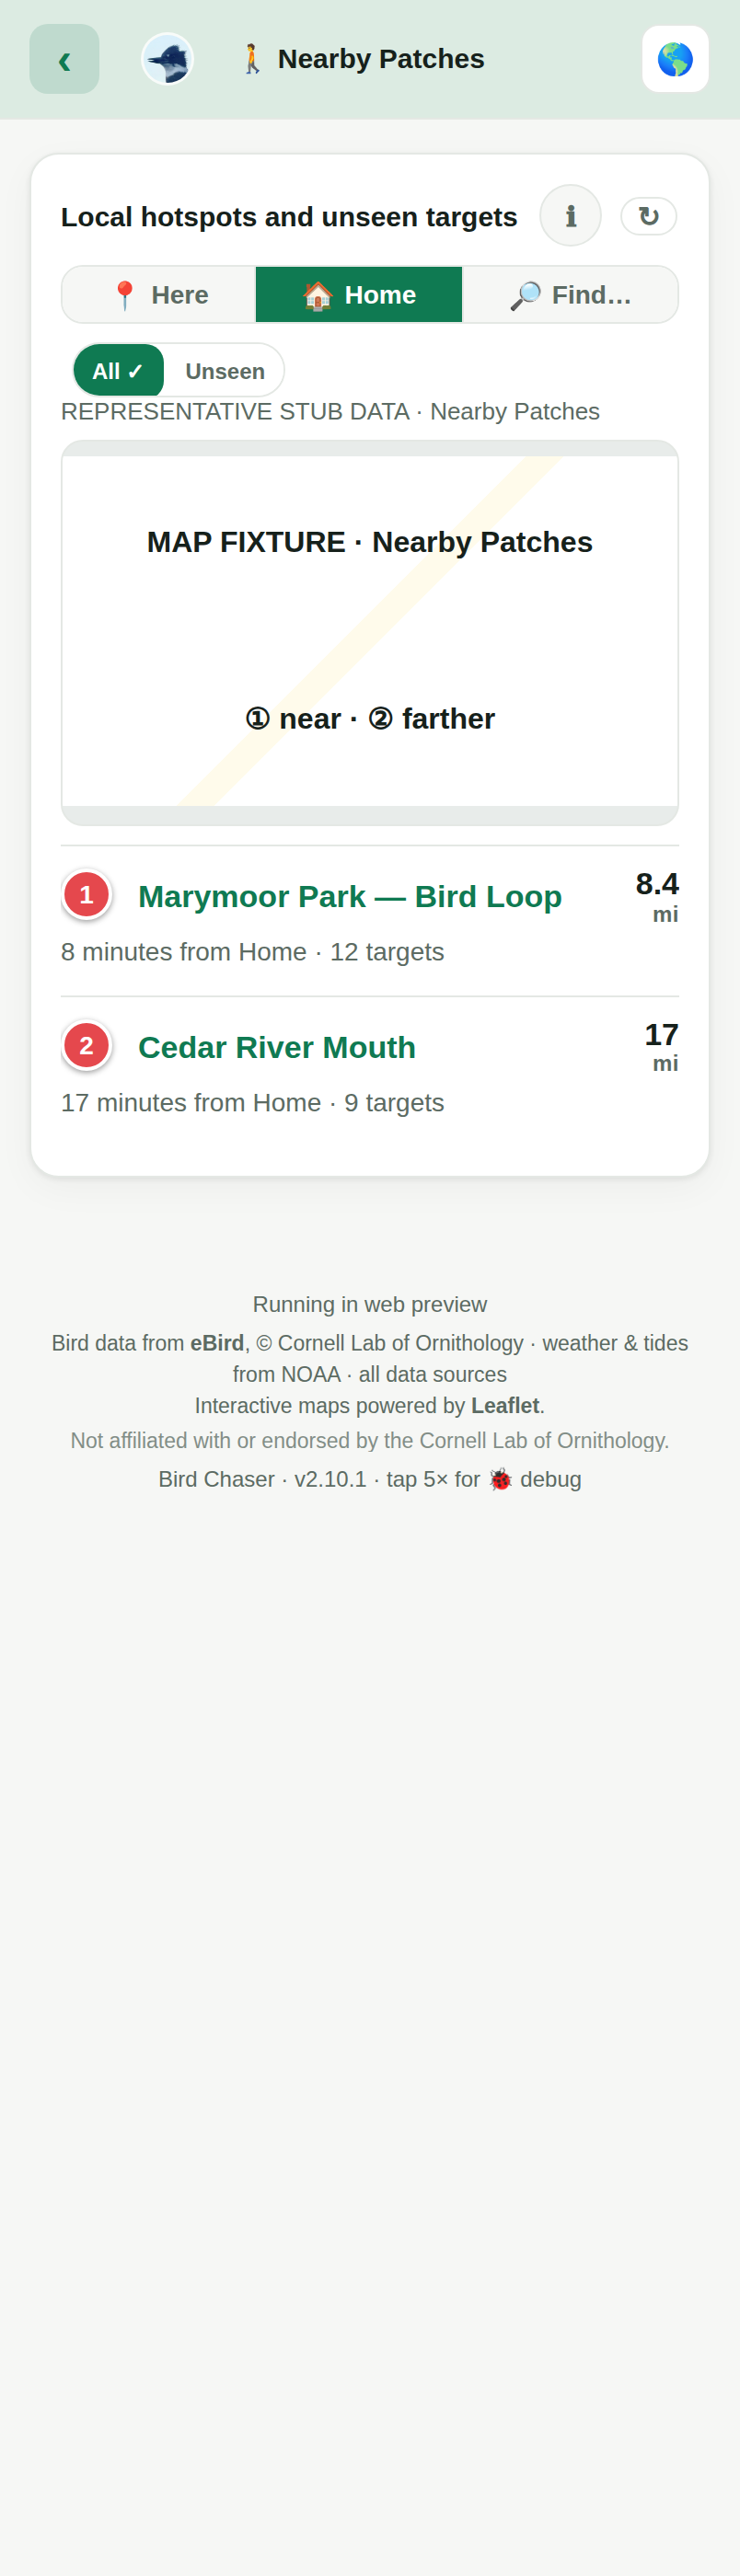 ‹ 🚶 Nearby Patches 🌎
Local hotspots and unseen targets ℹ ↻
📍 Here 🏠 Home 🔎 Find…
All ✓ Unseen
REPRESENTATIVE STUB DATA · Nearby Patches
MAP FIXTURE · Nearby Patches
① near · ② farther
1 Marymoor Park — Bird Loop 8.4 mi
8 minutes from Home · 12 targets
2 Cedar River Mouth 17 mi
17 minutes from Home · 9 targets
Running in web preview
Bird data from eBird, © Cornell Lab of Ornithology · weather & tides
from NOAA · all data sources
Interactive maps powered by Leaflet.
Not affiliated with or endorsed by the Cornell Lab of Ornithology.
Bird Chaser · v2.10.1 · tap 5× for 🐞 debug